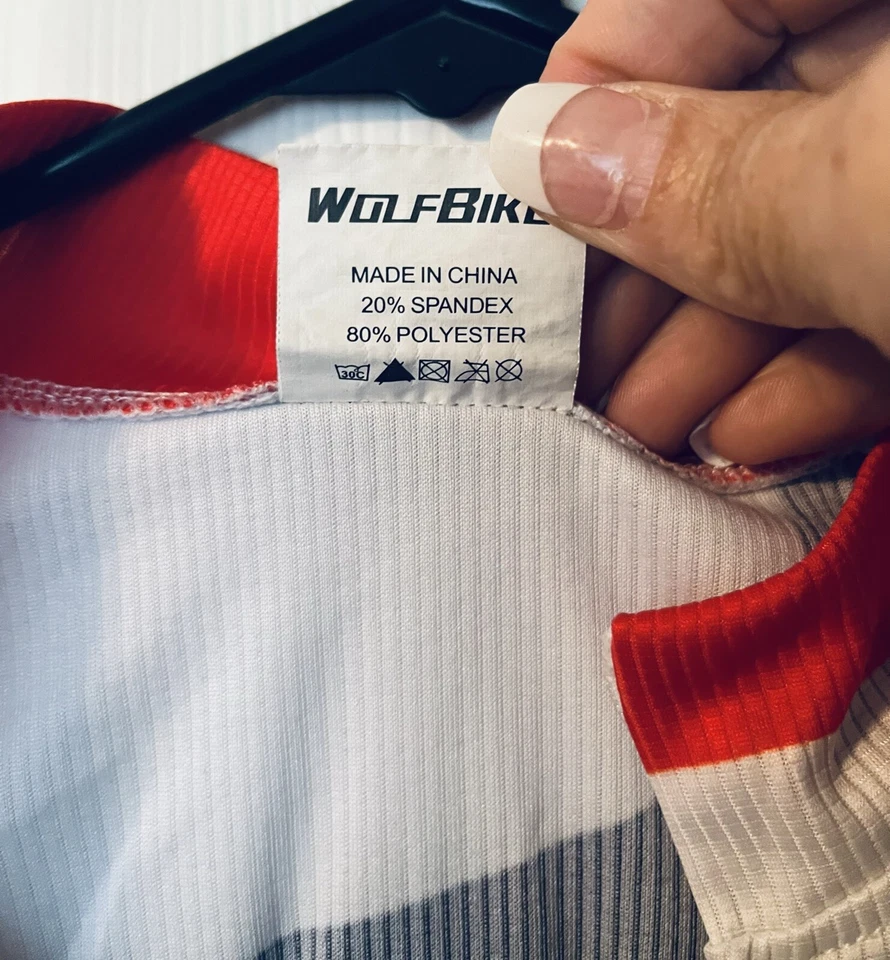 WOLFBIKE
MADE IN CHINA
20% SPANDEX
80% POLYESTER
30C